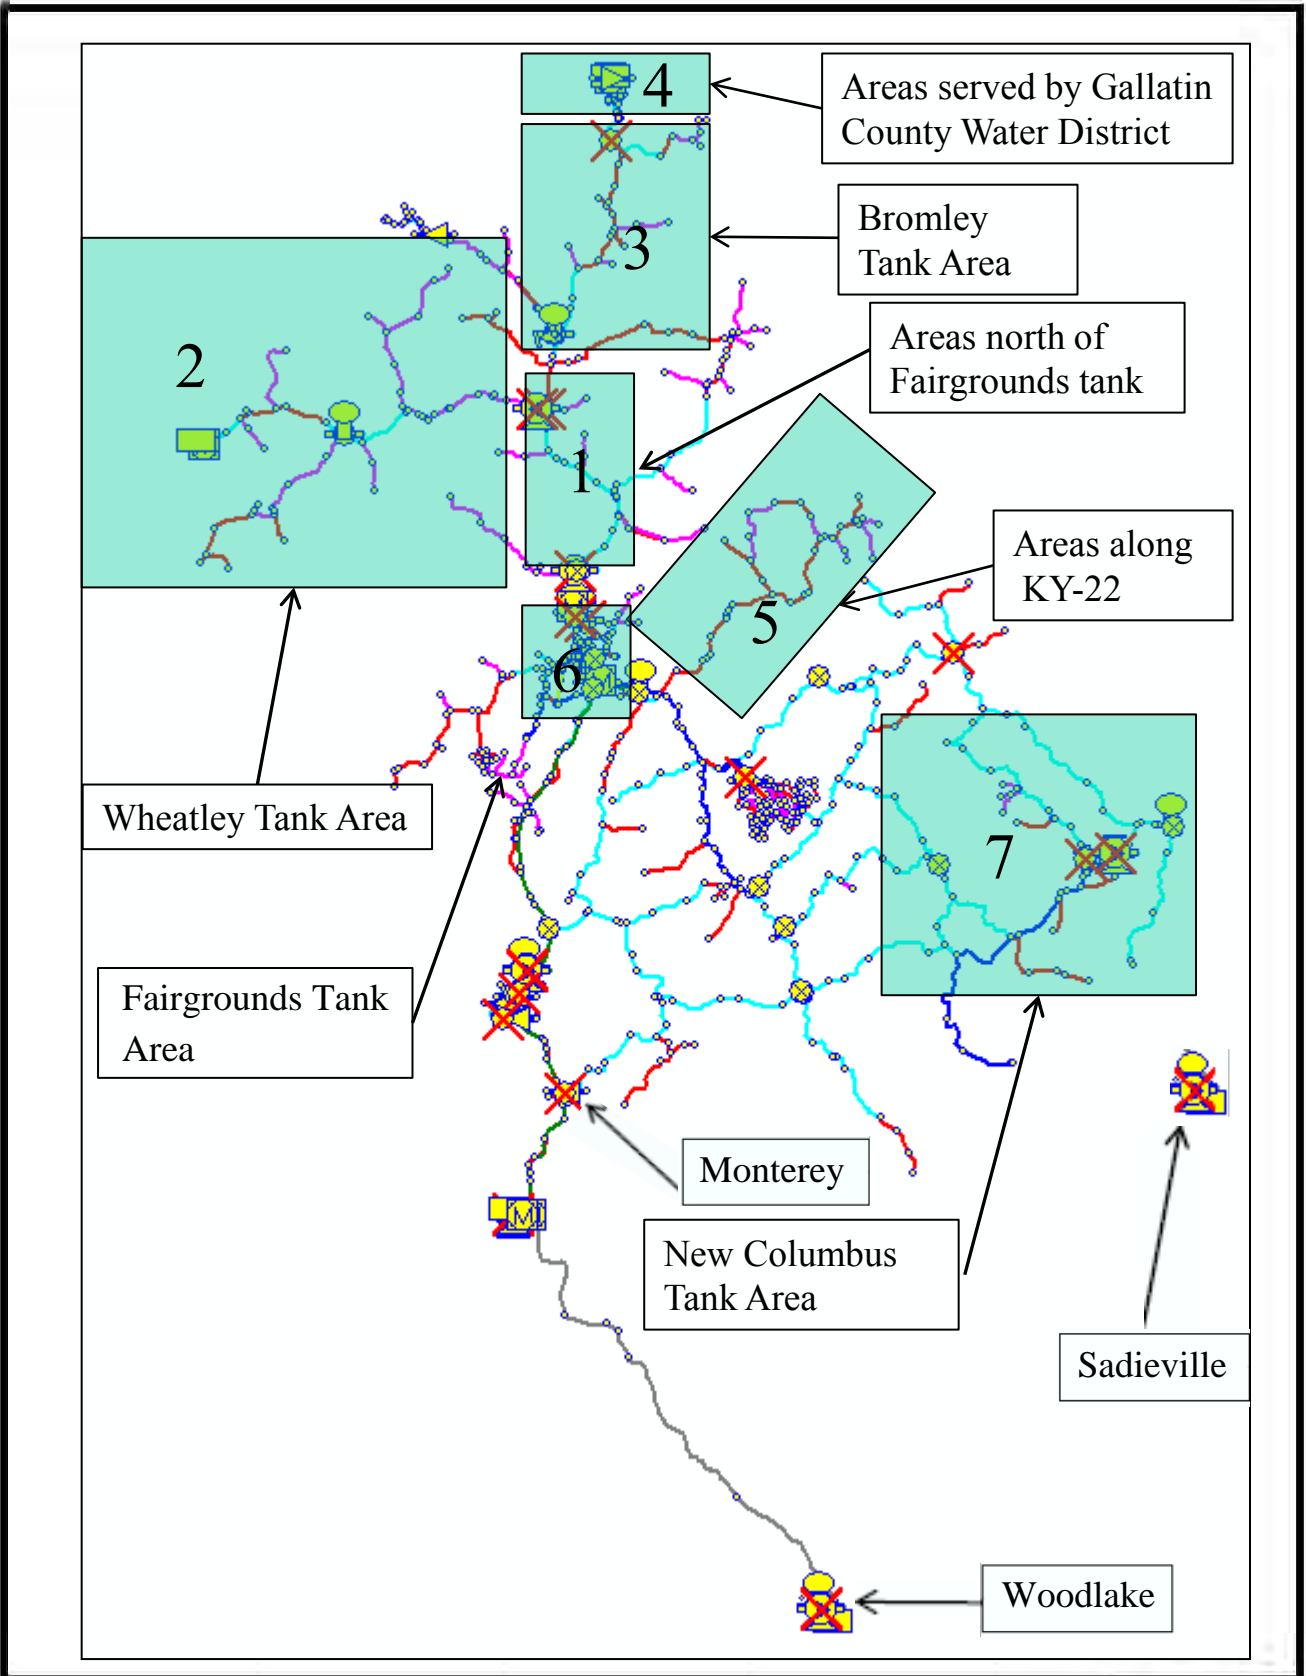 4
Areas served by Gallatin
County Water District
3
Bromley
Tank Area
2
Areas north of
Fairgrounds tank
1
Areas along
KY-22
5
6
Wheatley Tank Area
7
Fairgrounds Tank
Area
Monterey
M
New Columbus
Tank Area
Sadieville
Woodlake